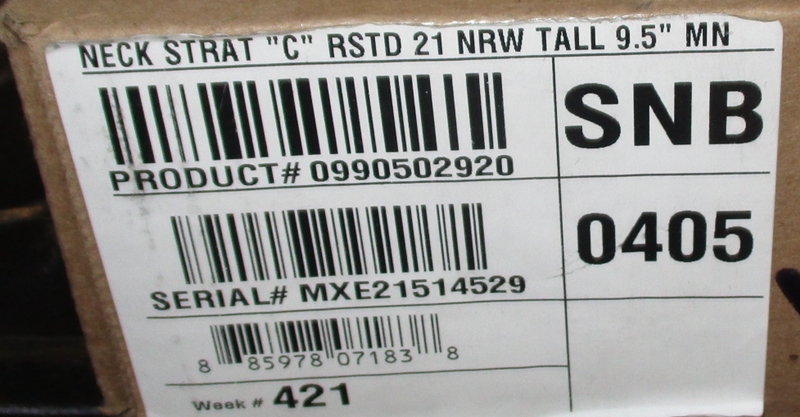 NECK STRAT "C" RSTD 21 NRW TALL 9.5" MN
SNB
PRODUCT# 0990502920
0405
SERIAL# MXE21514529
8 85978 07183 8
Week # 421